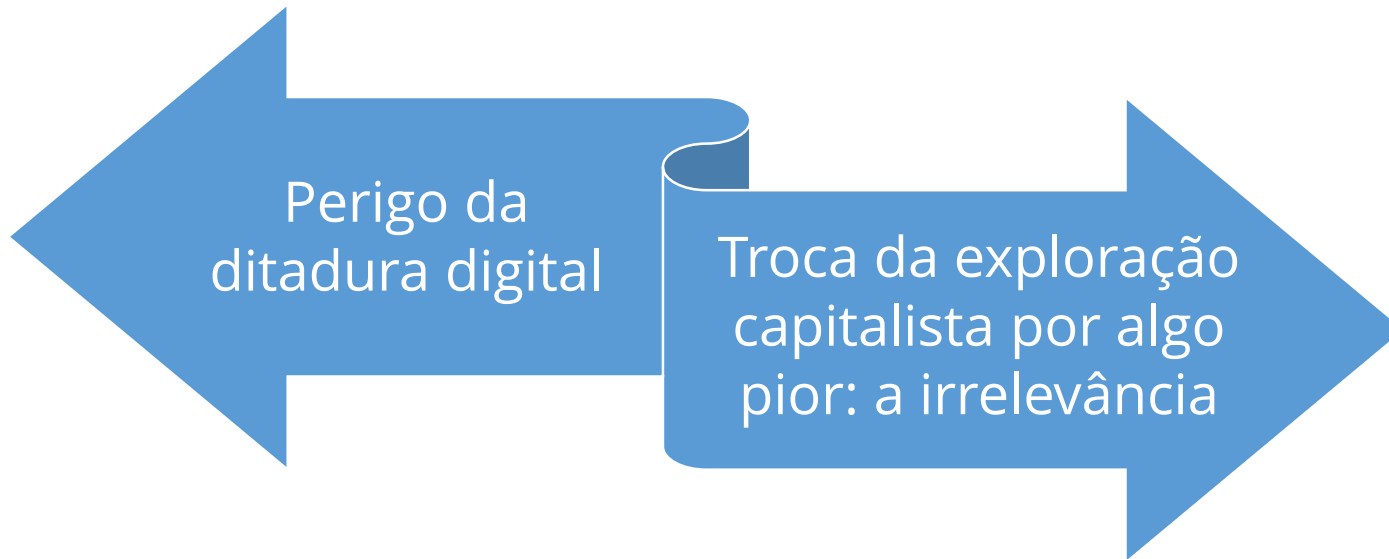 Perigo da
ditadura digital
Troca da exploração
capitalista por algo
pior: a irrelevância